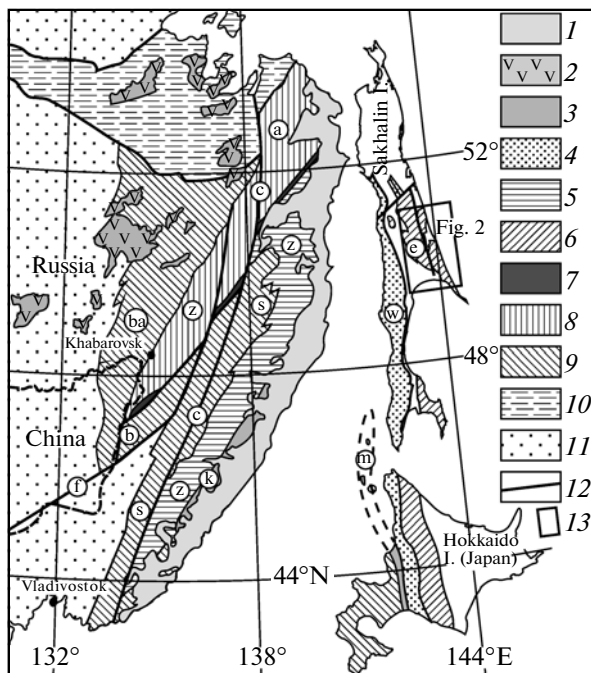 1
v v v v 2
3
4
5
6
7
8
9
10
11
12
13
Sakhalin I.
52°
a
c
e
Fig. 2
z
s
w
Russia
ba
z
Khabarovsk
48°
c
China
b
m
f
z
k
s
Hokkaido
I. (Japan)
44°N
Vladivostok
132°
138°
144°E